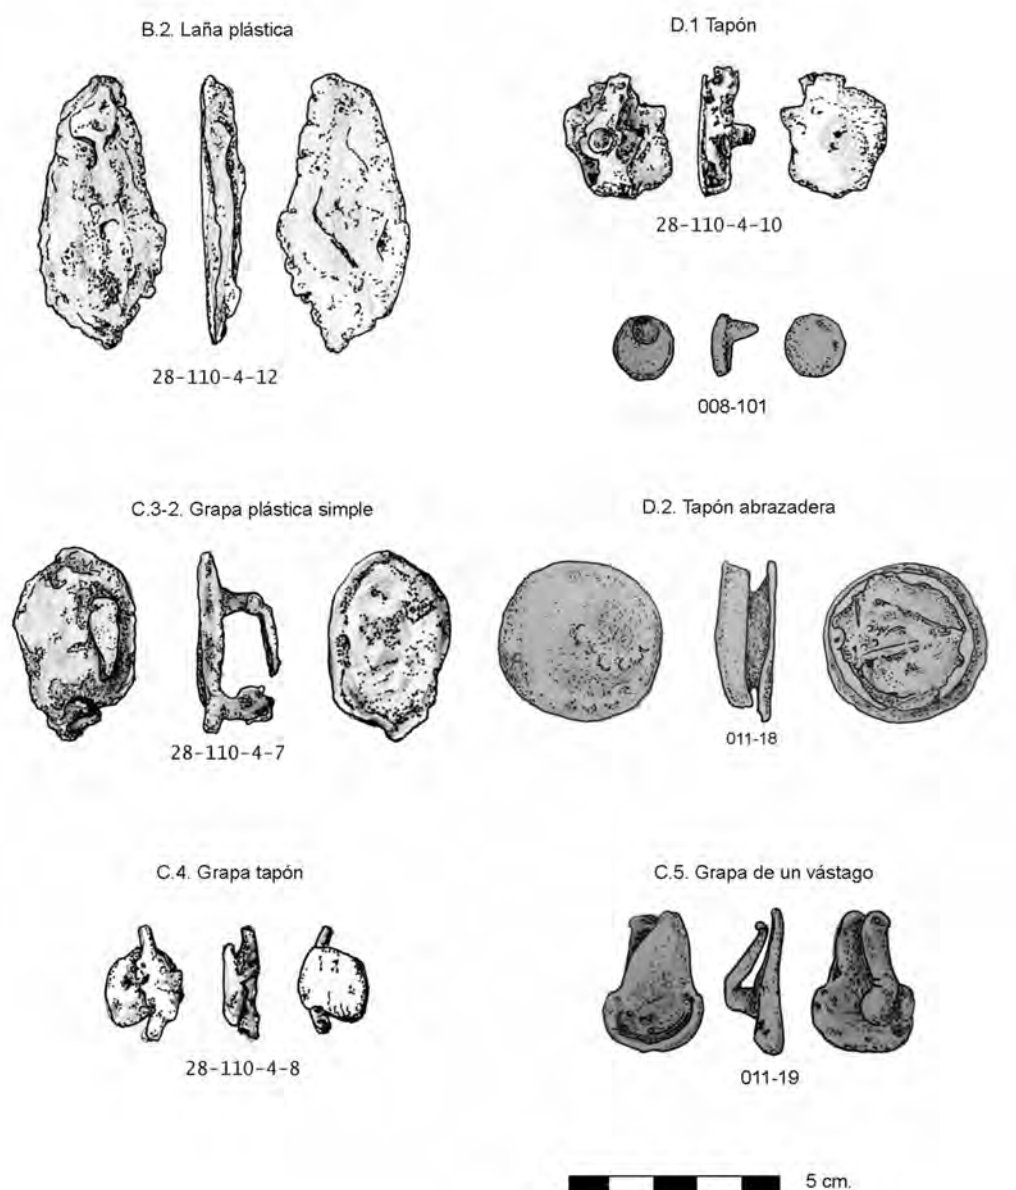 B.2. Laña plástica
D.1 Tapón
28-110-4-10
28-110-4-12
008-101
C.3-2. Grapa plástica simple
D.2. Tapón abrazadera
28-110-4-7
011-18
C.4. Grapa tapón
C.5. Grapa de un vástago
28-110-4-8
011-19
5 cm.